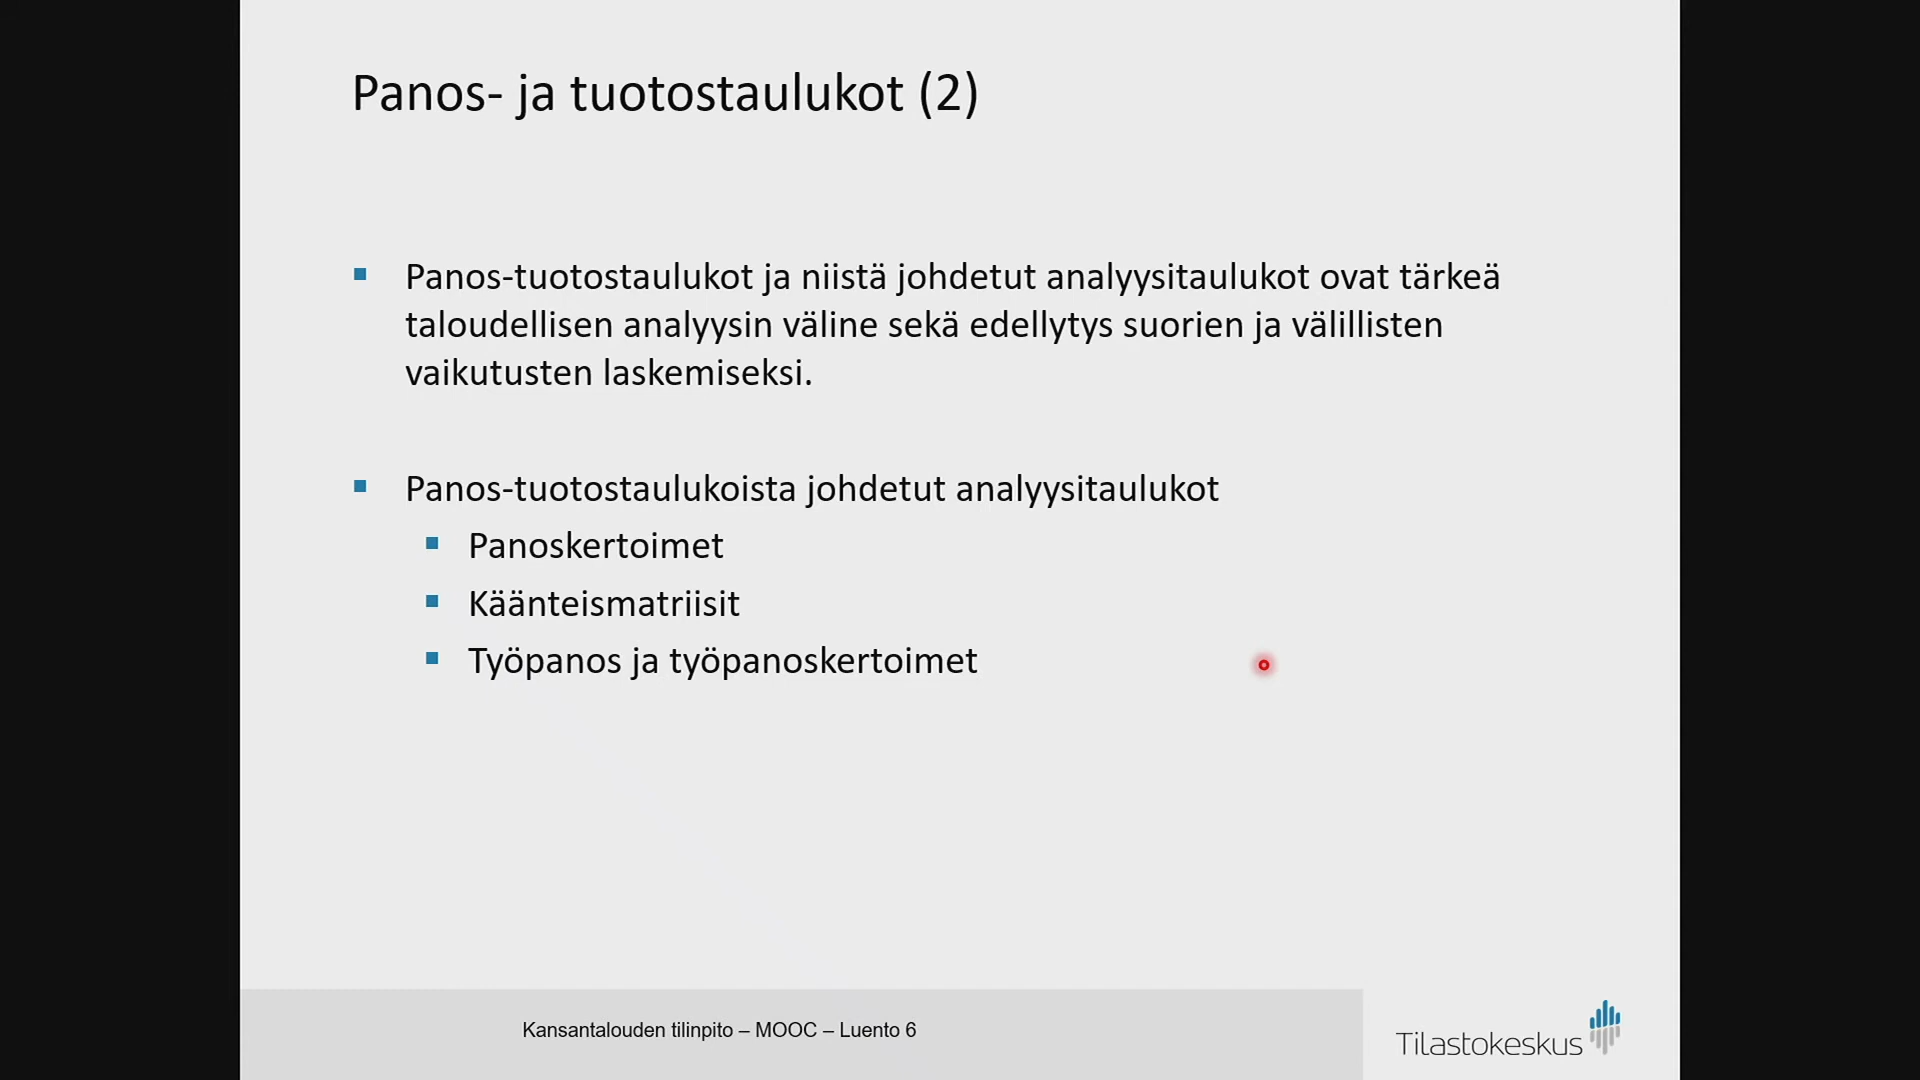 Panos- ja tuotostaulukot (2)
Panos-tuotostaulukot ja niistä johdetut analyysitaulukot ovat tärkeä
taloudellisen analyysin väline sekä edellytys suorien ja välillisten
vaikutusten laskemiseksi.
Panos-tuotostaulukoista johdetut analyysitaulukot
Panoskertoimet
Käänteismatriisit
Työpanos ja työpanoskertoimet
Kansantalouden tilinpito – MOOC – Luento 6
Tilastokeskus